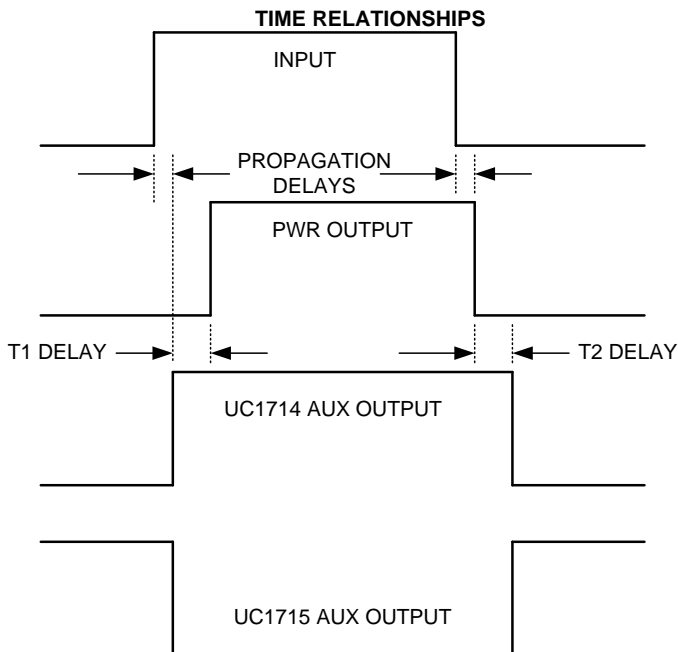 TIME RELATIONSHIPS
INPUT
PROPAGATION
DELAYS
PWR OUTPUT
T1 DELAY
T2 DELAY
UC1714 AUX OUTPUT
UC1715 AUX OUTPUT